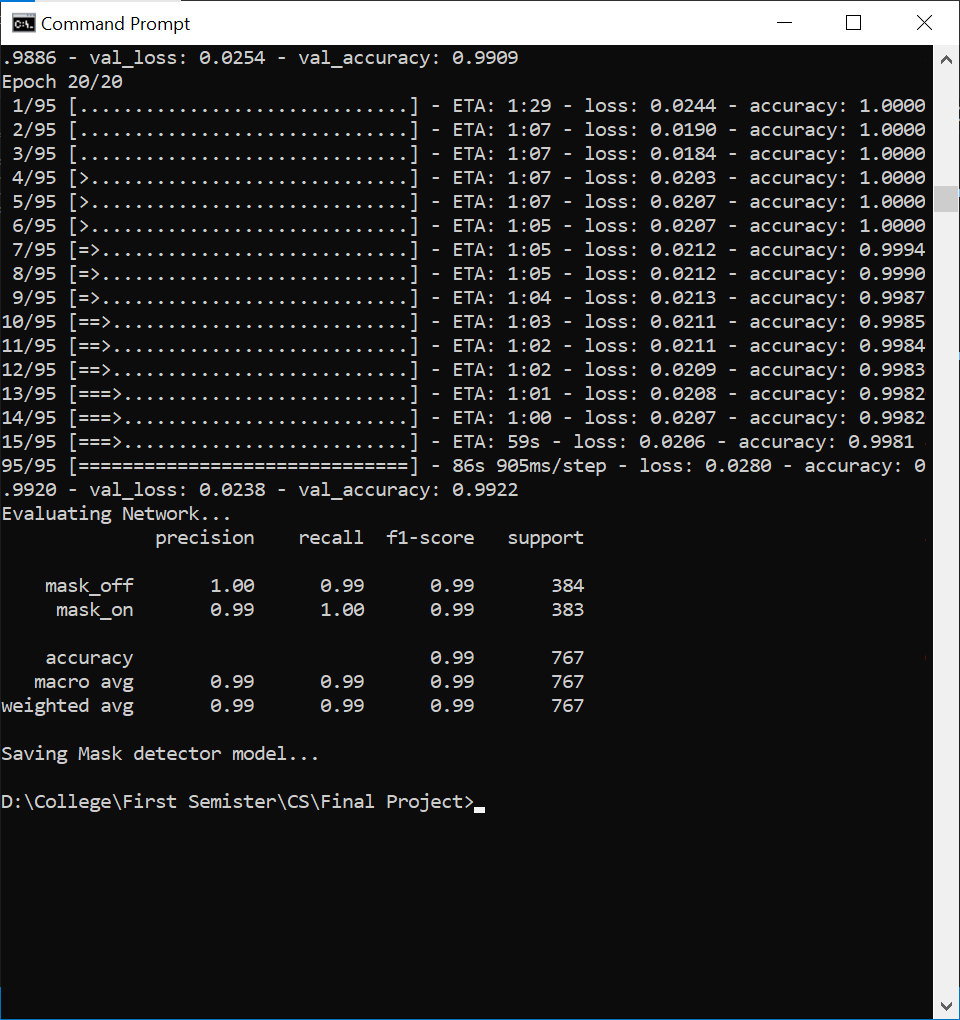 Command Prompt
.9886 - val_loss: 0.0254 - val_accuracy: 0.9909
Epoch 20/20
 1/95 [..............................] - ETA: 1:29 - loss: 0.0244 - accuracy: 1.0000
 2/95 [..............................] - ETA: 1:07 - loss: 0.0190 - accuracy: 1.0000
 3/95 [..............................] - ETA: 1:07 - loss: 0.0184 - accuracy: 1.0000
 4/95 [>.............................] - ETA: 1:07 - loss: 0.0203 - accuracy: 1.0000
 5/95 [>.............................] - ETA: 1:07 - loss: 0.0207 - accuracy: 1.0000
 6/95 [>.............................] - ETA: 1:05 - loss: 0.0207 - accuracy: 1.0000
 7/95 [=>............................] - ETA: 1:05 - loss: 0.0212 - accuracy: 0.9994
 8/95 [=>............................] - ETA: 1:05 - loss: 0.0212 - accuracy: 0.9990
 9/95 [=>............................] - ETA: 1:04 - loss: 0.0213 - accuracy: 0.9987
10/95 [==>...........................] - ETA: 1:03 - loss: 0.0211 - accuracy: 0.9985
11/95 [==>...........................] - ETA: 1:02 - loss: 0.0211 - accuracy: 0.9984
12/95 [==>...........................] - ETA: 1:02 - loss: 0.0209 - accuracy: 0.9983
13/95 [===>..........................] - ETA: 1:01 - loss: 0.0208 - accuracy: 0.9982
14/95 [===>..........................] - ETA: 1:00 - loss: 0.0207 - accuracy: 0.9982
15/95 [===>..........................] - ETA: 59s - loss: 0.0206 - accuracy: 0.9981
95/95 [==============================] - 86s 905ms/step - loss: 0.0280 - accuracy: 0
.9920 - val_loss: 0.0238 - val_accuracy: 0.9922
Evaluating Network...
              precision    recall  f1-score   support
    mask_off       1.00      0.99      0.99       384
     mask_on       0.99      1.00      0.99       383
    accuracy                           0.99       767
   macro avg       0.99      0.99      0.99       767
weighted avg       0.99      0.99      0.99       767
Saving Mask detector model...
D:\College\First Semister\CS\Final Project>